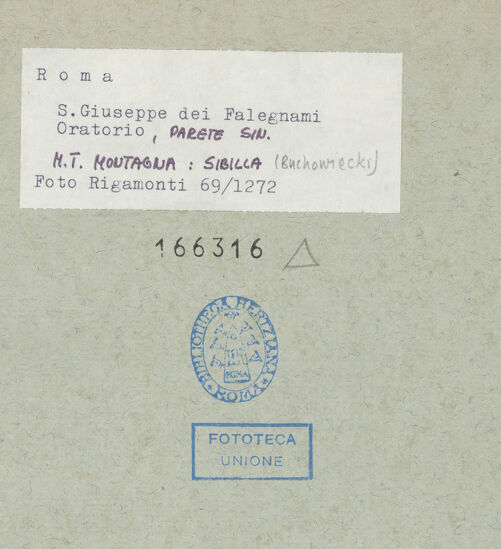 Roma
S.Giuseppe dei Falegnami
Oratorio, PARETE SIN.
M.T. MONTAGNA : SIBILLA (Buchowiecki)
Foto Rigamonti 69/1272
166316
BIBLIOTHECA HERTZIANA
ROMA
ROMA
FOTOTECA
UNIONE